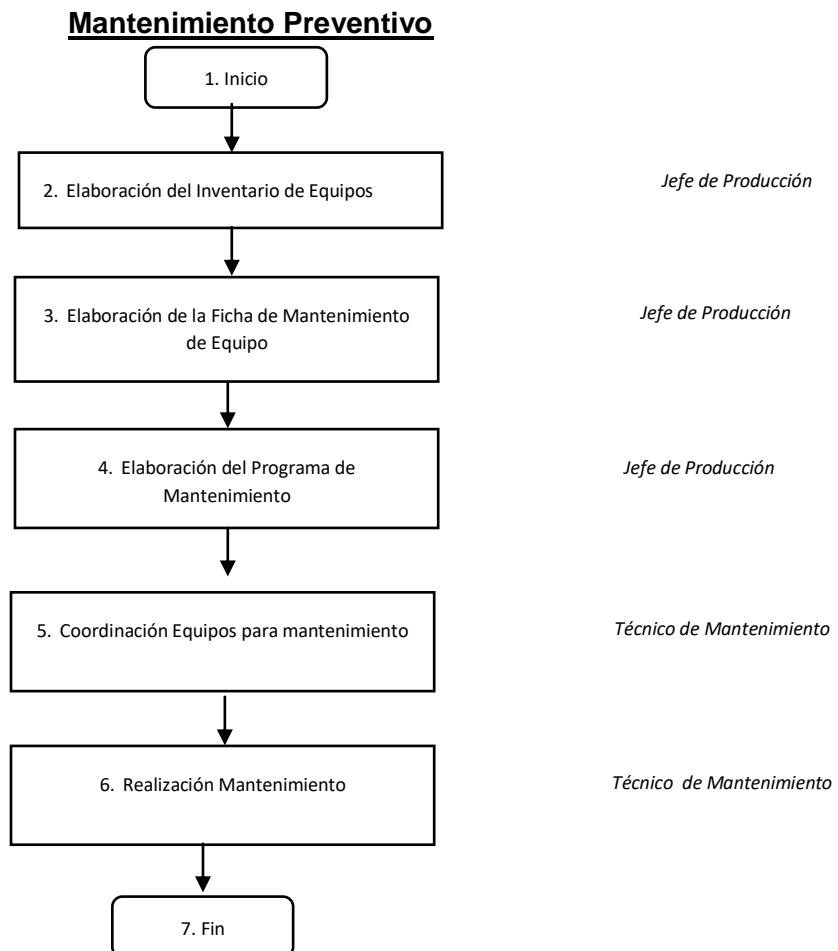 Mantenimiento Preventivo
1. Inicio
2. Elaboración del Inventario de Equipos
Jefe de Producción
3. Elaboración de la Ficha de Mantenimiento
de Equipo
Jefe de Producción
4. Elaboración del Programa de
Mantenimiento
Jefe de Producción
5. Coordinación Equipos para mantenimiento
Técnico de Mantenimiento
6. Realización Mantenimiento
Técnico de Mantenimiento
7. Fin